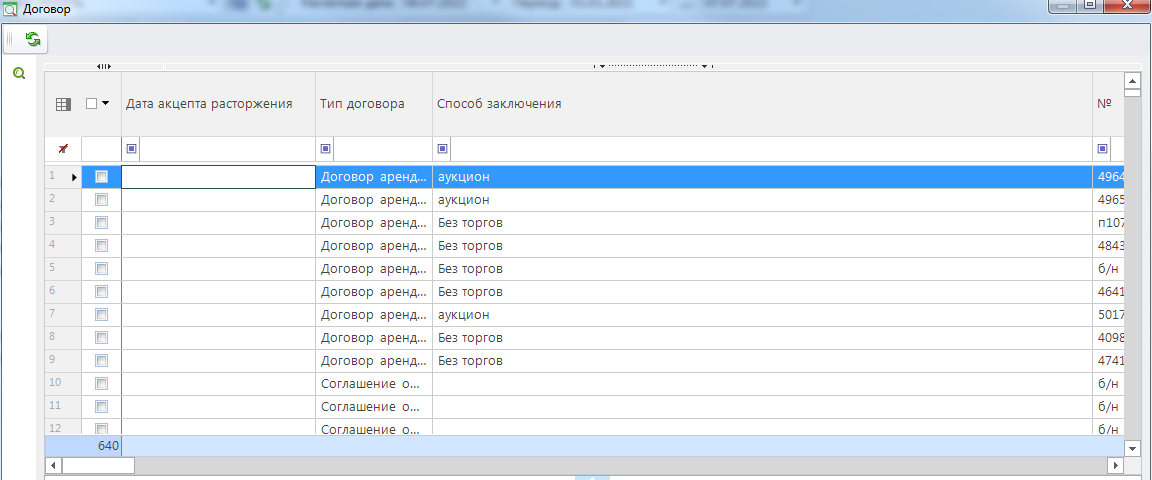 Договор
Дата акцепта расторжения Тип договора Способ заключения №
1 Договор аренд... аукцион 4964
2 Договор аренд... аукцион 4965
3 Договор аренд... Без торгов п107
4 Договор аренд... Без торгов 4843
5 Договор аренд... Без торгов б/н
6 Договор аренд... Без торгов 4641
7 Договор аренд... аукцион 5017
8 Договор аренд... Без торгов 4098
9 Договор аренд... Без торгов 4741
10 Соглашение о... б/н
11 Соглашение о... б/н
12 Соглашение о... б/н
640